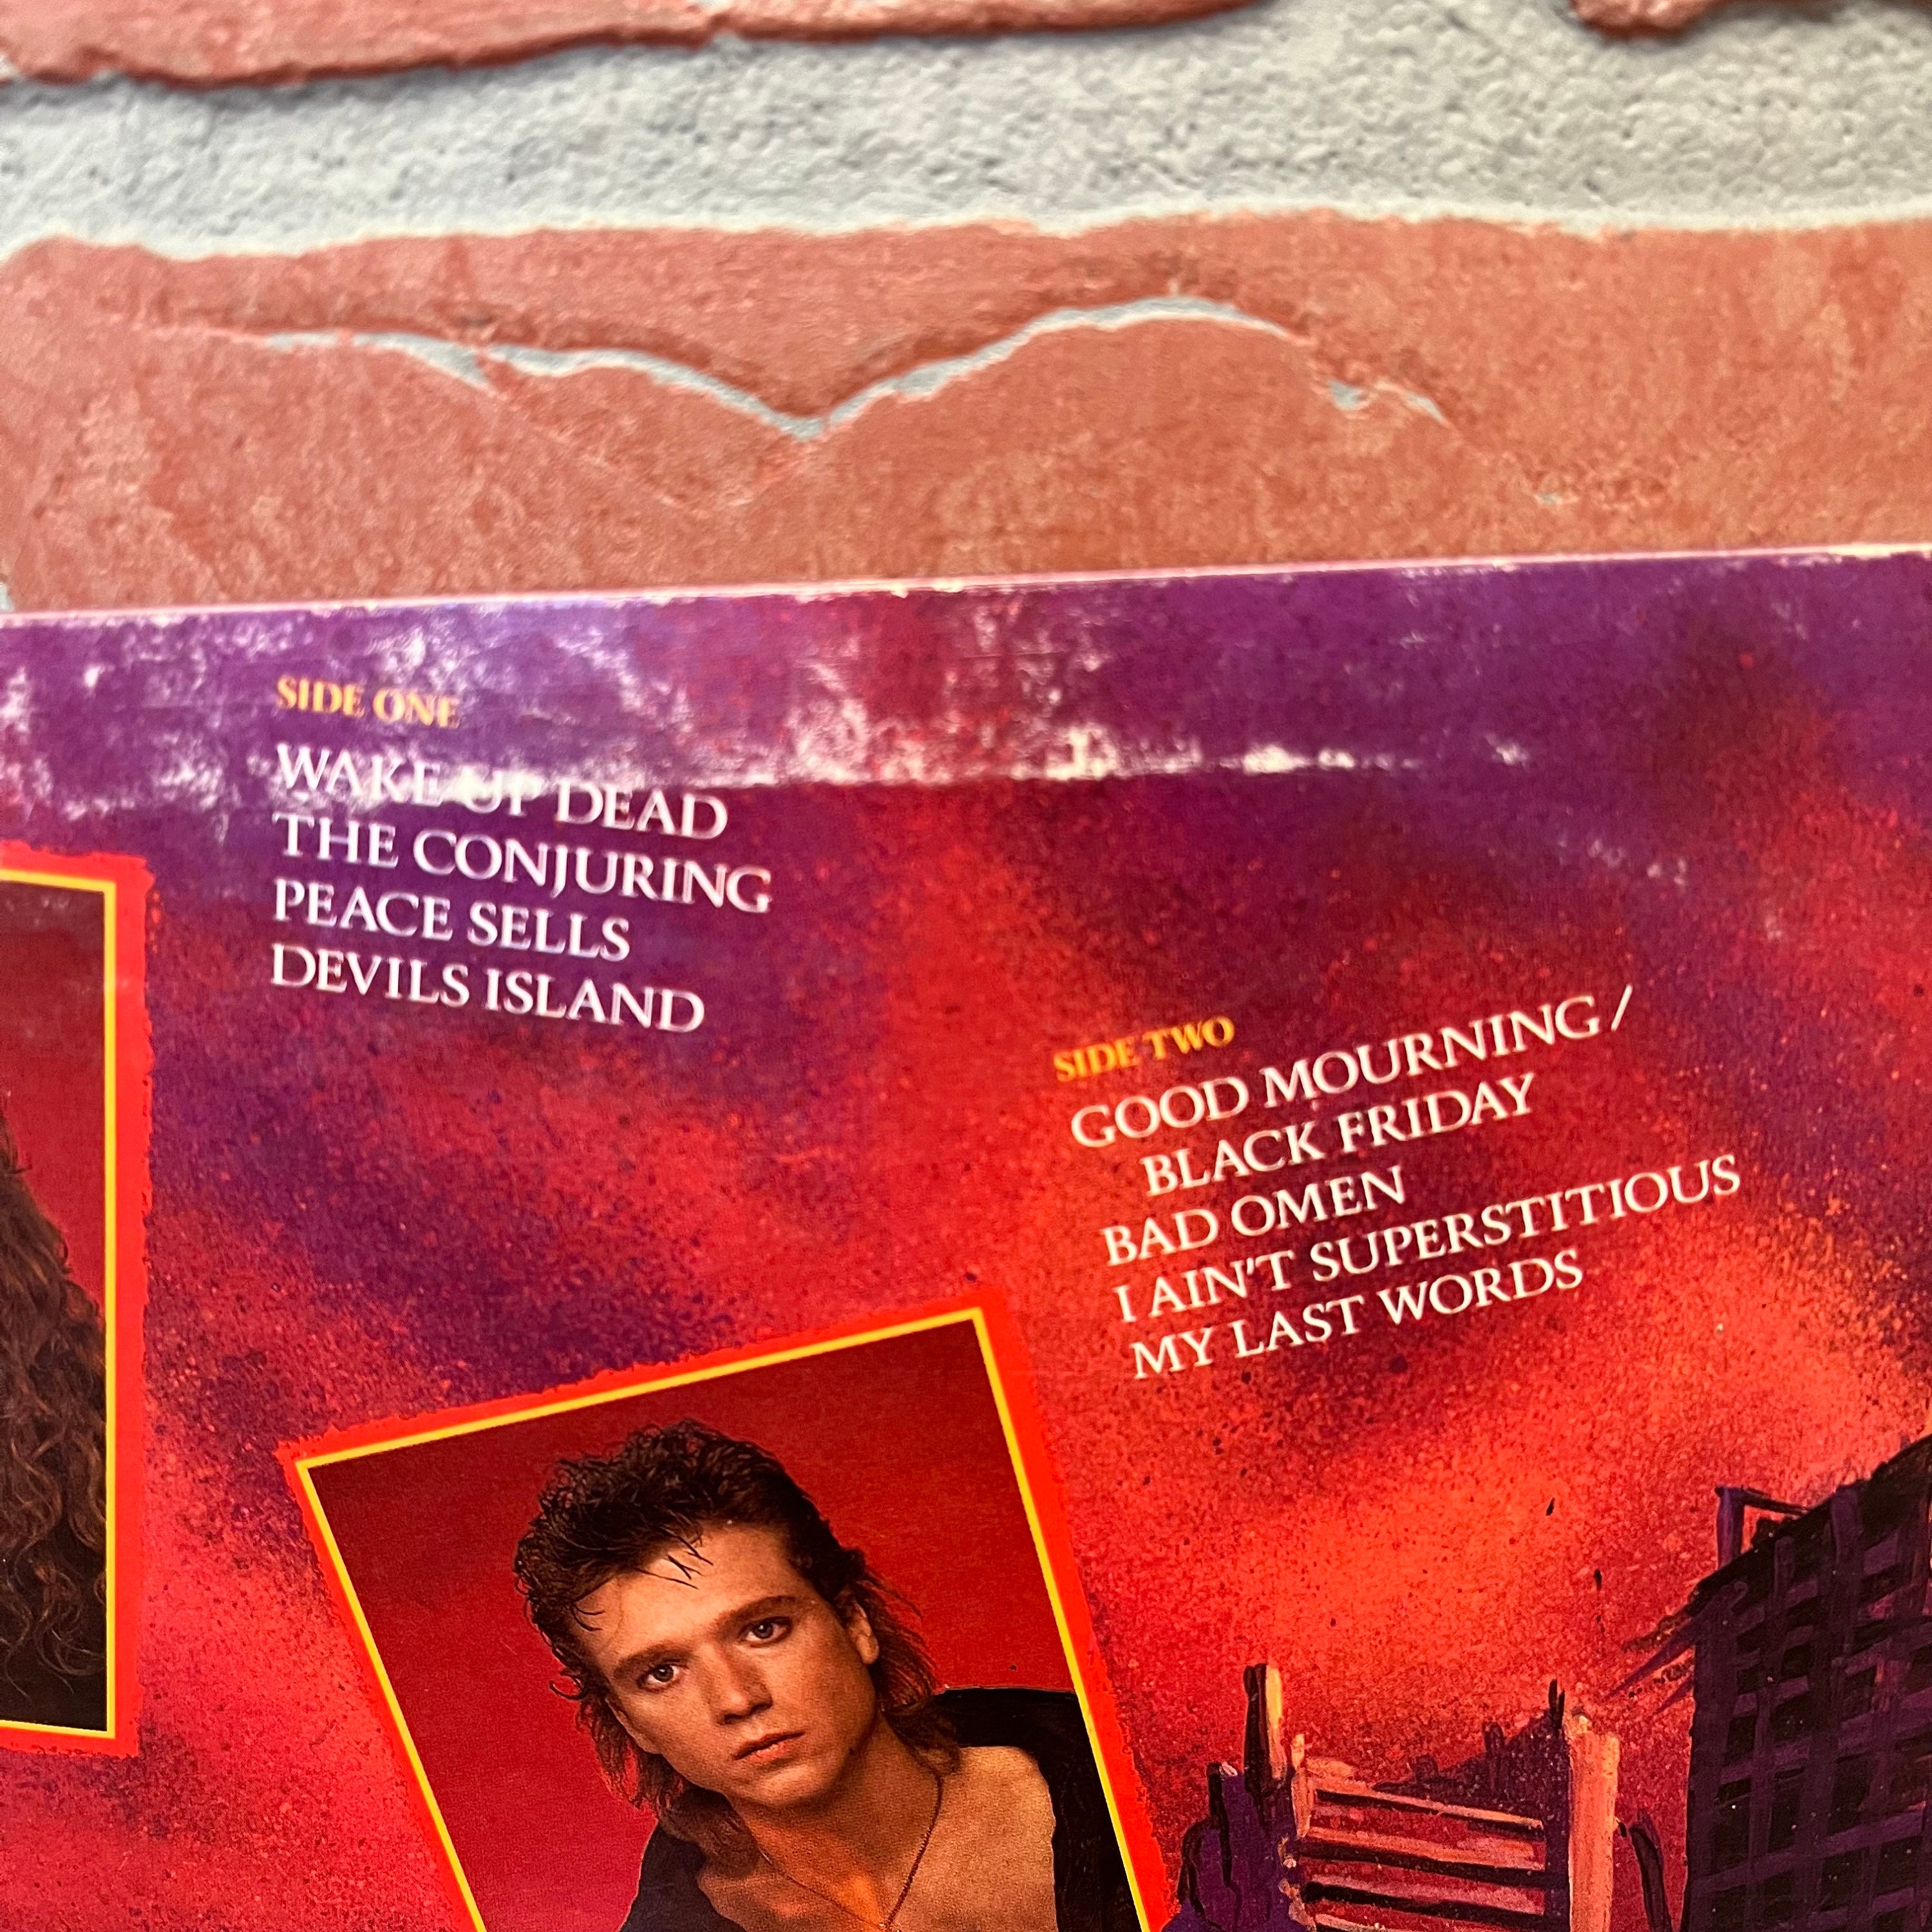 SIDE ONE
WAKE UP DEAD
THE CONJURING
PEACE SELLS
DEVILS ISLAND
SIDE TWO
GOOD MOURNING /
BLACK FRIDAY
BAD OMEN
I AIN'T SUPERSTITIOUS
MY LAST WORDS